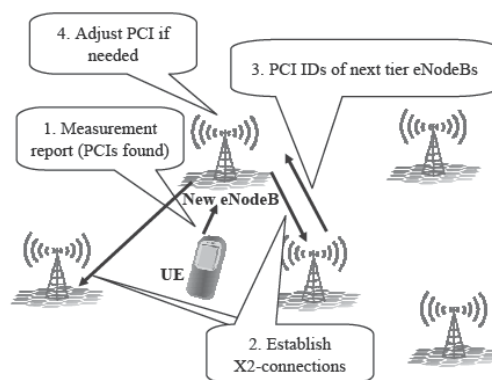 4. Adjust PCI if
needed
3. PCI IDs of next tier eNodeBs
1. Measurement
report (PCIs found)
New eNodeB
UE
2. Establish
X2-connections